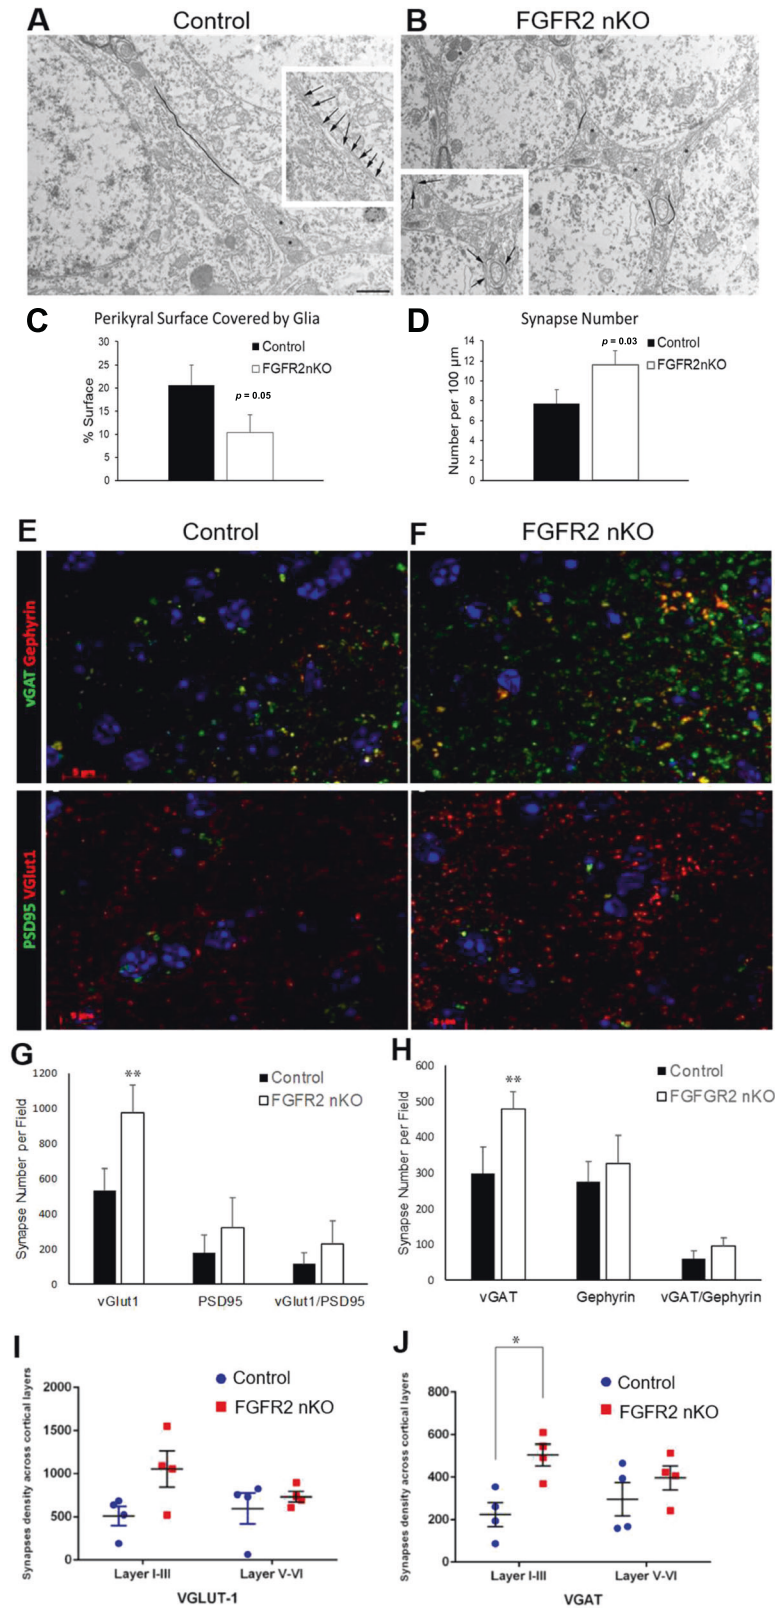 A Control
B FGFR2 nKO
C Perikyral Surface Covered by Glia
Control
FGFR2nKO
p = 0.05
% Surface
30
25
20
15
10
5
0
D Synapse Number
Control
FGFR2nKO
p = 0.03
Number per 100 μm
14
12
10
8
6
4
2
0
E Control
F FGFR2 nKO
vGAT Gephyrin
5 μm
PSD95 VGlut1
5 μm
5 μm
G
Control
FGFR2 nKO
**
Synapse Number per Field
1200
1000
800
600
400
200
0
vGlut1 PSD95 vGlut1/PSD95
H
Control
FGFGR2 nKO
**
Synapse Number per Field
600
500
400
300
200
100
0
vGAT Gephyrin vGAT/Gephyrin
I
Control
FGFR2 nKO
Synapses density across cortical layers
2000
1500
1000
500
0
Layer I-III Layer V-VI
VGLUT-1
J
*
Control
FGFR2 nKO
Synapses density across cortical layers
800
600
400
200
0
Layer I-III Layer V-VI
VGAT